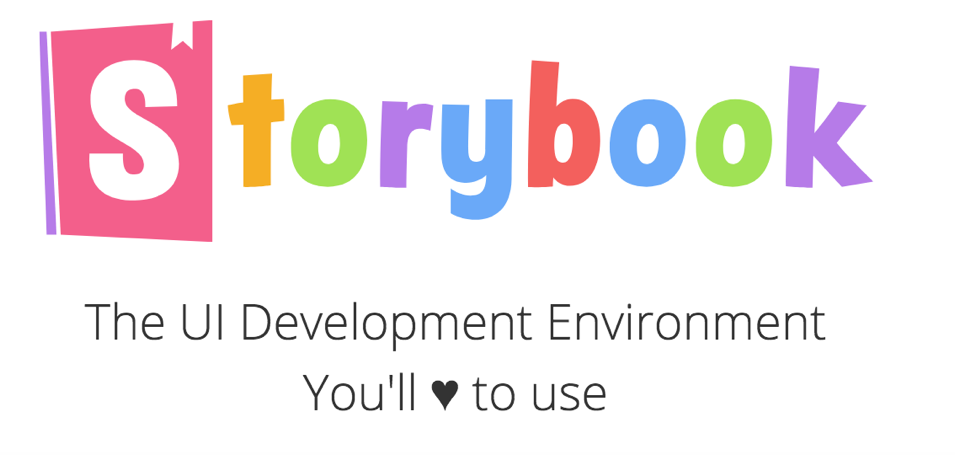 Storybook
The UI Development Environment
You'll ♥ to use